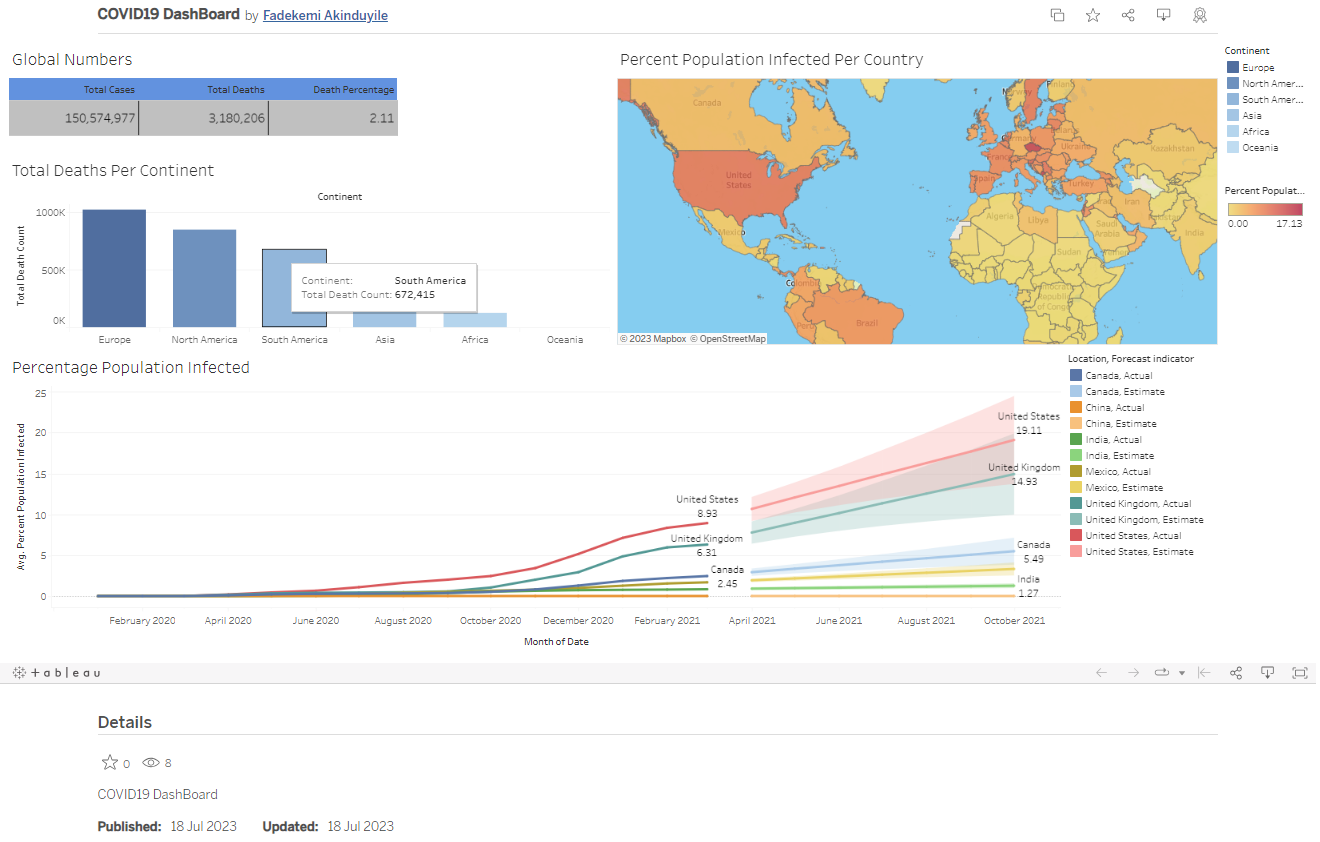 COVID19 DashBoard by Fadekemi Akinduyile
Global Numbers
Total Cases Total Deaths Death Percentage
150,574,977 3,180,206 2.11
Total Deaths Per Continent
Continent
Total Death Count
1000K
500K
0K
Continent: South America
Total Death Count: 672,415
Europe North America South America Asia Africa Oceania
Percent Population Infected Per Country
Canada
United
States
Mexico
Brazil
Peru
France
Spain
Ukraine
Turkey
Kazakhstan
Algeria
Libya
Sudan
Saudi
Arabia
Iran
India
© 2023 Mapbox © OpenStreetMap
Continent
Europe
North Amer...
South Amer...
Asia
Africa
Oceania
Percent Populat...
0.00 17.13
Percentage Population Infected
Avg. Percent Population Infected
25
20
15
10
5
0
United States
8.93
United Kingdom
6.31
Canada
2.45
United States
19.11
United Kingdom
14.93
Canada
5.49
India
1.27
February 2020 April 2020 June 2020 August 2020 October 2020 December 2020 February 2021 April 2021 June 2021 August 2021 October 2021
Month of Date
Location, Forecast indicator
Canada, Actual
Canada, Estimate
China, Actual
China, Estimate
India, Actual
India, Estimate
Mexico, Actual
Mexico, Estimate
United Kingdom, Actual
United Kingdom, Estimate
United States, Actual
United States, Estimate
+ a b l e a u
Details
0 8
COVID19 DashBoard
Published: 18 Jul 2023 Updated: 18 Jul 2023